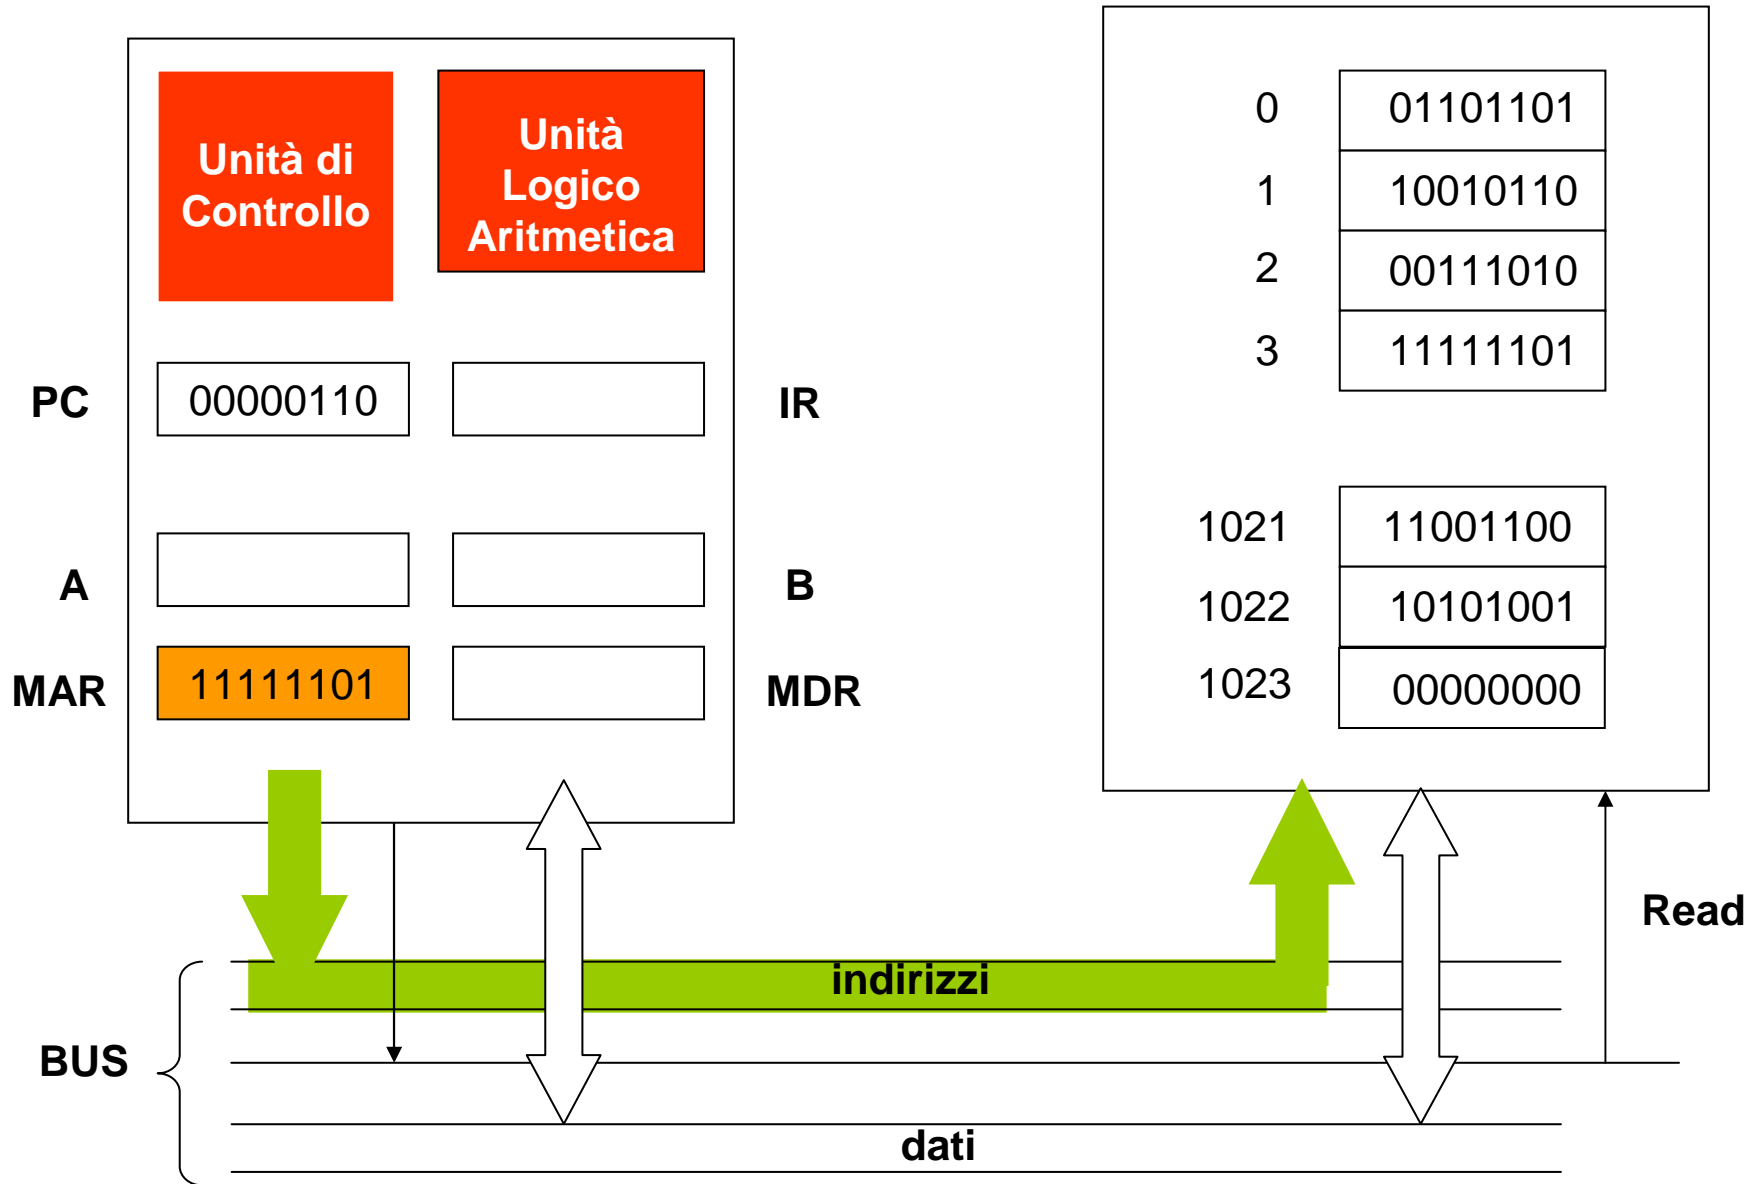 Unità di
Controllo
Unità
Logico
Aritmetica
PC
00000110
IR
A
B
MAR
11111101
MDR
0
01101101
1
10010110
2
00111010
3
11111101
1021
11001100
1022
10101001
1023
00000000
Read
indirizzi
BUS
dati